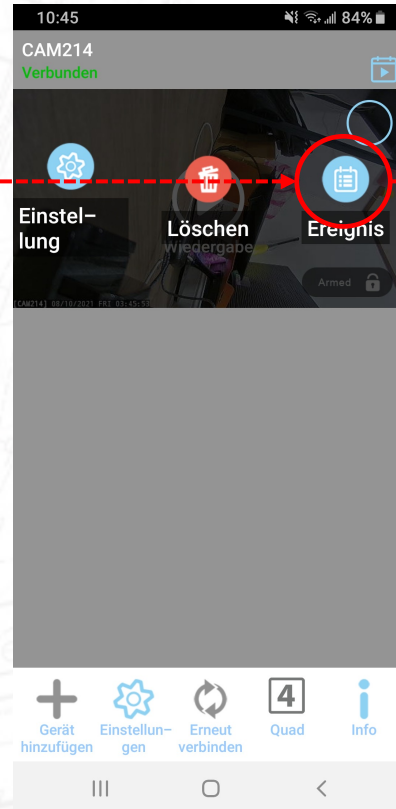 10:45 84%
CAM214
Verbunden
Einstel-
lung
Löschen
Ereignis
Wiedergabe
Armed
[CAM214] 08/10/2021 FRI 03:45:53
4
Gerät
hinzufügen
Einstellun-
gen
Erneut
verbinden
Quad
Info